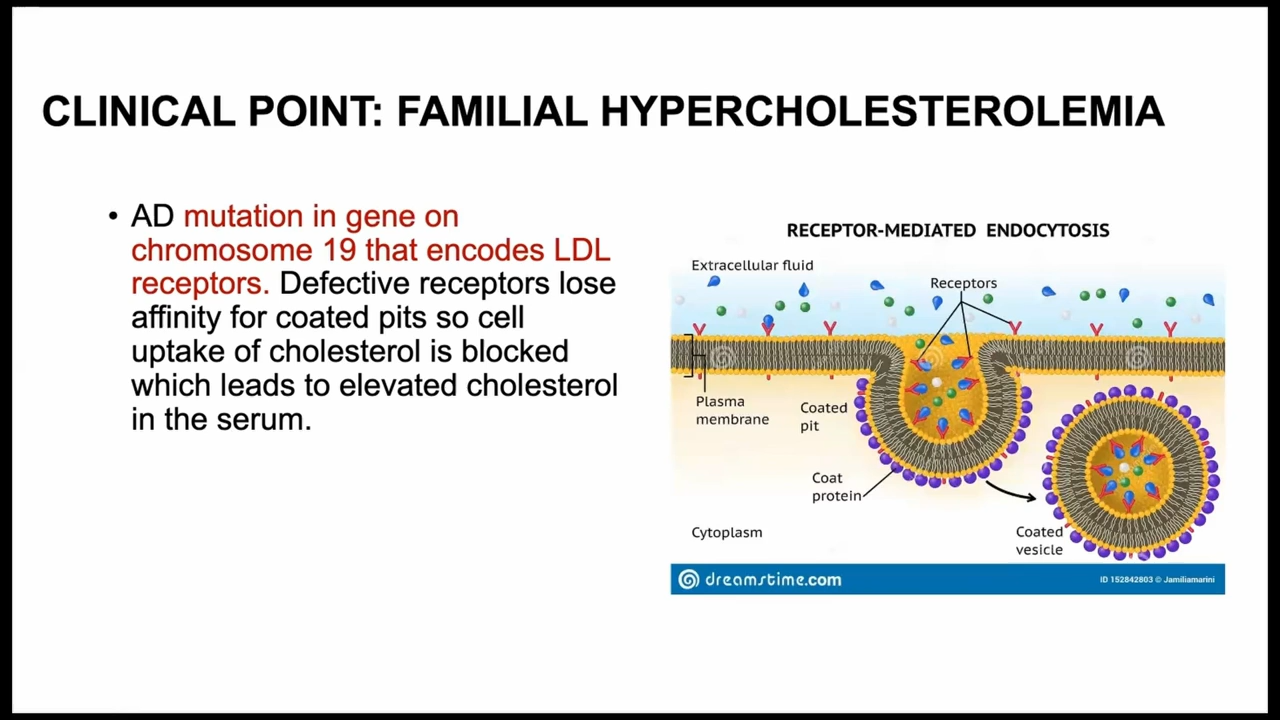 CLINICAL POINT: FAMILIAL HYPERCHOLESTEROLEMIA
• AD mutation in gene on
chromosome 19 that encodes LDL
receptors. Defective receptors lose
affinity for coated pits so cell
uptake of cholesterol is blocked
which leads to elevated cholesterol
in the serum.
RECEPTOR-MEDIATED ENDOCYTOSIS
Extracellular fluid
Receptors
Plasma
membrane
Coated
pit
Coat
protein
Cytoplasm
Coated
vesicle
dreamstime.com
ID 152842803 © Jamiliamarini